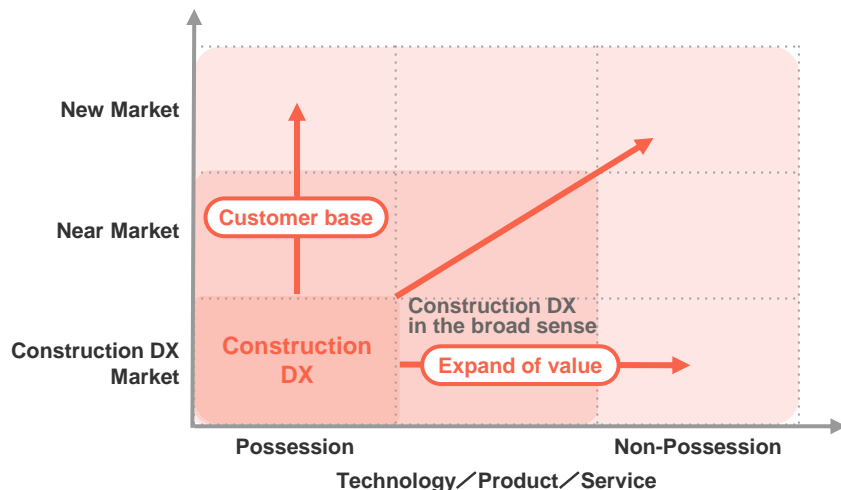 New Market
Customer base
Near Market
Construction DX
in the broad sense
Construction DX
Market
Construction
DX
Expand of value
Possession
Non-Possession
Technology／Product／Service